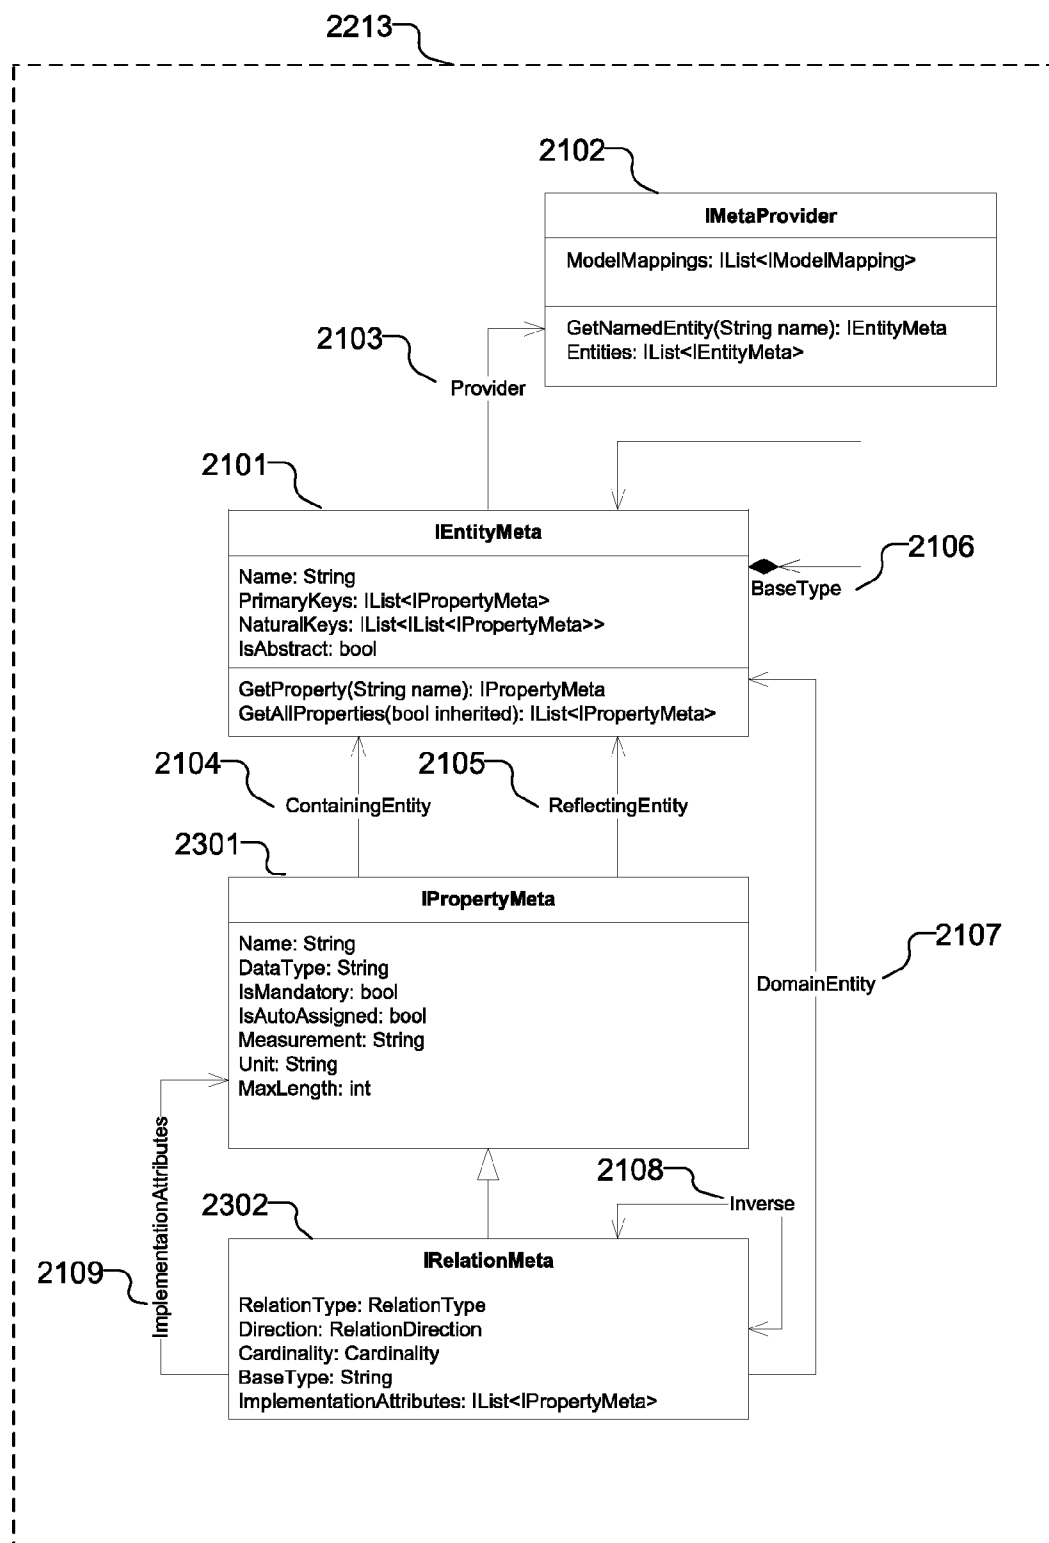 2213
2102
IMetaProvider
ModelMappings: IList<IModelMapping>
GetNamedEntity(String name): IEntityMeta
Entities: IList<IEntityMeta>
2103
Provider
2101
IEntityMeta
Name: String
PrimaryKeys: IList<IPropertyMeta>
NaturalKeys: IList<IList<IPropertyMeta>>
IsAbstract: bool
GetProperty(String name): IPropertyMeta
GetAllProperties(bool inherited): IList<IPropertyMeta>
2106
BaseType
2104
ContainingEntity
2105
ReflectingEntity
2301
IPropertyMeta
Name: String
DataType: String
IsMandatory: bool
IsAutoAssigned: bool
Measurement: String
Unit: String
MaxLength: int
2107
DomainEntity
ImplementationAttributes
2109
2108
Inverse
2302
IRelationMeta
RelationType: RelationType
Direction: RelationDirection
Cardinality: Cardinality
BaseType: String
ImplementationAttributes: IList<IPropertyMeta>